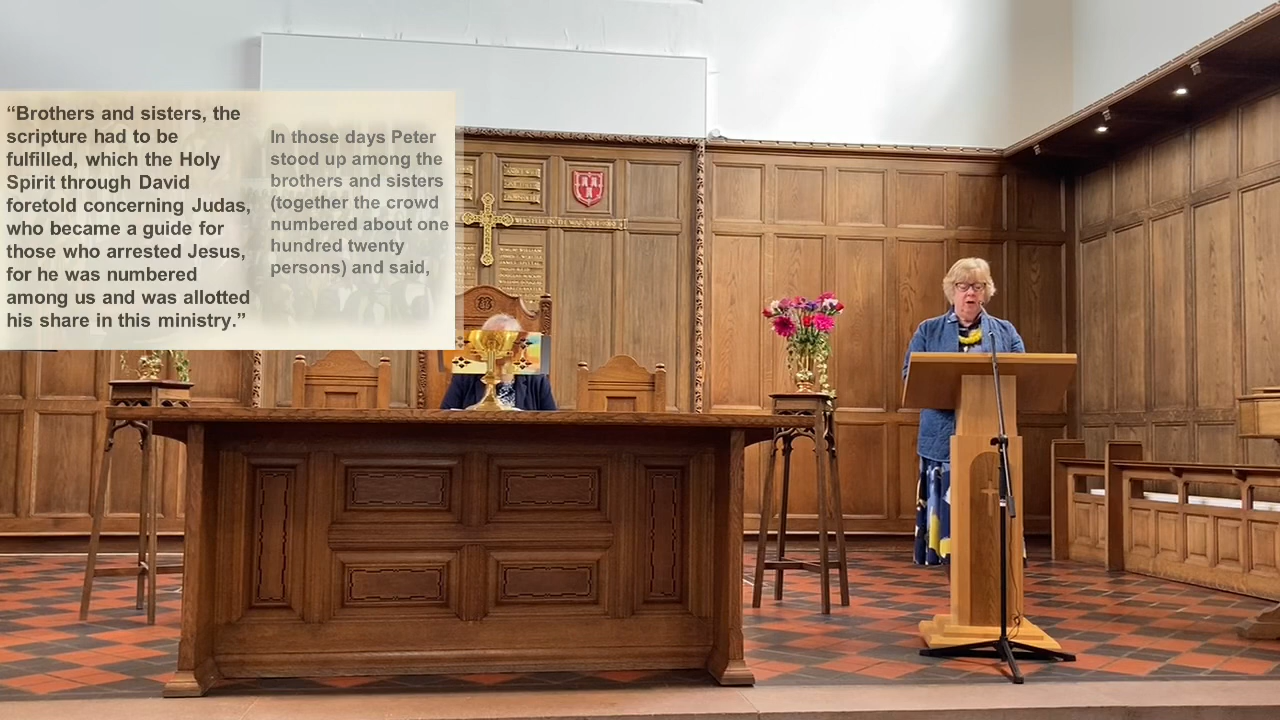 “Brothers and sisters, the
scripture had to be
fulfilled, which the Holy
Spirit through David
foretold concerning Judas,
who became a guide for
those who arrested Jesus,
for he was numbered
among us and was allotted
his share in this ministry.”
In those days Peter
stood up among the
brothers and sisters
(together the crowd
numbered about one
hundred twenty
persons) and said,